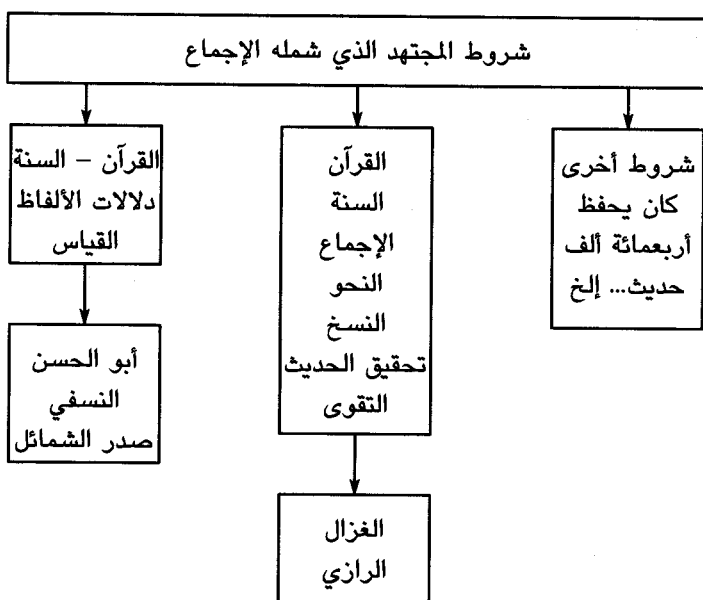 شروط المجتهد الذي شمله الإجماع
شروط أخرى
كان يحفظ
أربعمائة ألف
حديث... إلخ
القرآن
السنة
الإجماع
النحو
النسخ
تحقيق الحديث
التقوى
الغزال
الرازي
القرآن – السنة
دلالات الألفاظ
القياس
أبو الحسن
النسفي
صدر الشمائل